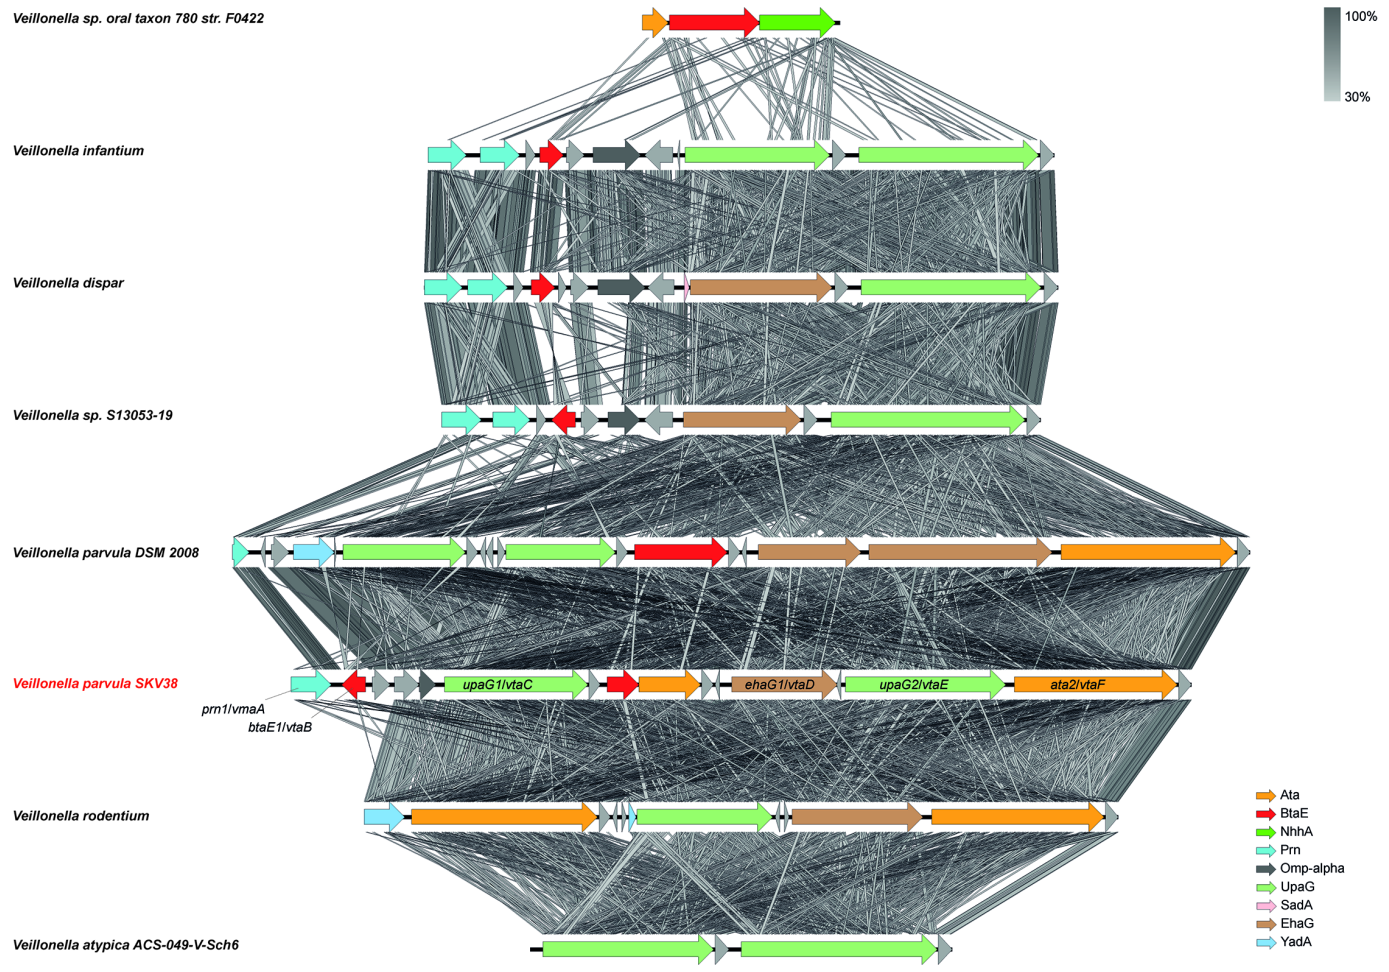 Veillonella sp. oral taxon 780 str. F0422
100%
30%
Veillonella infantium
Veillonella dispar
Veillonella sp. S13053-19
Veillonella parvula DSM 2008
Veillonella parvula SKV38
upaG1/vtaC
ehaG1/vtaD
upaG2/vtaE
ata2/vtaF
prn1/vmaA
btaE1/vtaB
Veillonella rodentium
Veillonella atypica ACS-049-V-Sch6
Ata
BtaE
NhhA
Prn
Omp-alpha
UpaG
SadA
EhaG
YadA